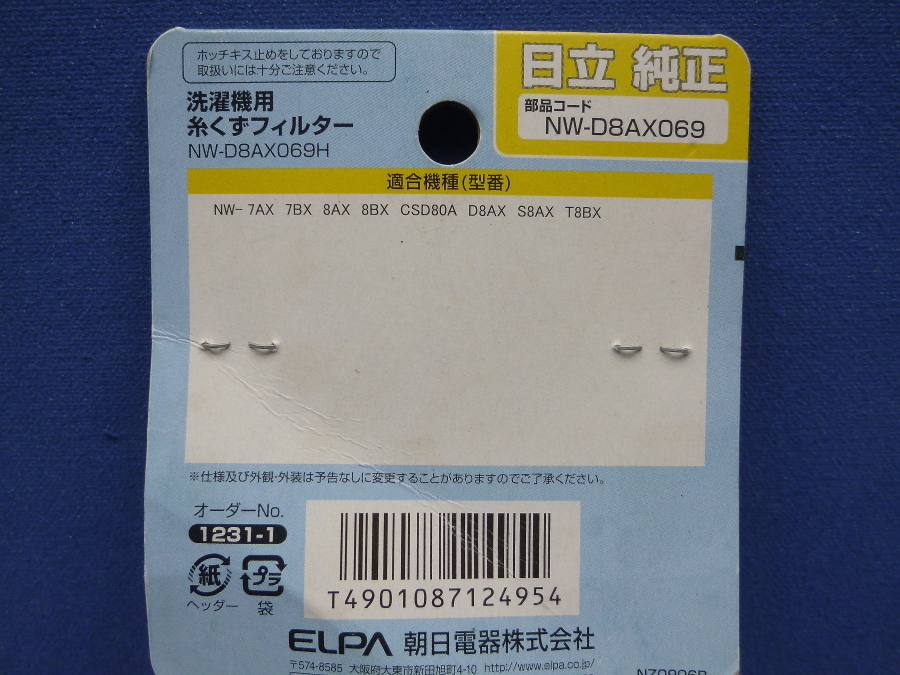 ホッチキス止めをしておりますので
取扱いには十分ご注意ください。
日立 純正
部品コード
NW-D8AX069
洗濯機用
糸くずフィルター
NW-D8AX069H
適合機種(型番)
NW- 7AX 7BX 8AX 8BX CSD80A D8AX S8AX T8BX
※仕様及び外観・外装は予告なしに変更することがありますのでご了承ください。
オーダーNo.
1231-1
紙 プラ
ヘッダー 袋
T4901087124954
ELPA 朝日電器株式会社
〒574-8585 大阪府大東市新田旭町4-10 http://www.elpa.co.jp/